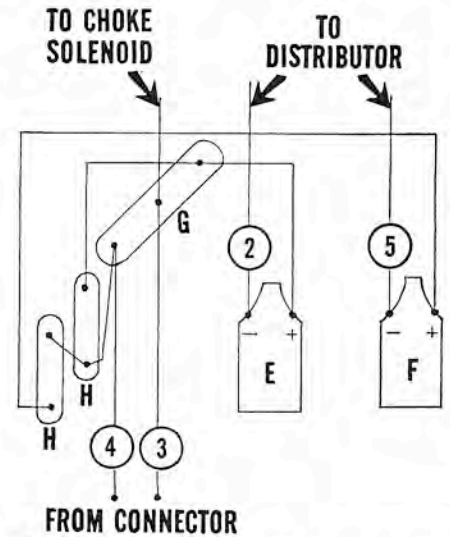 TO CHOKE
SOLENOID
TO
DISTRIBUTOR
G
2
5
- +
E
- +
F
H
H
4
3
FROM CONNECTOR